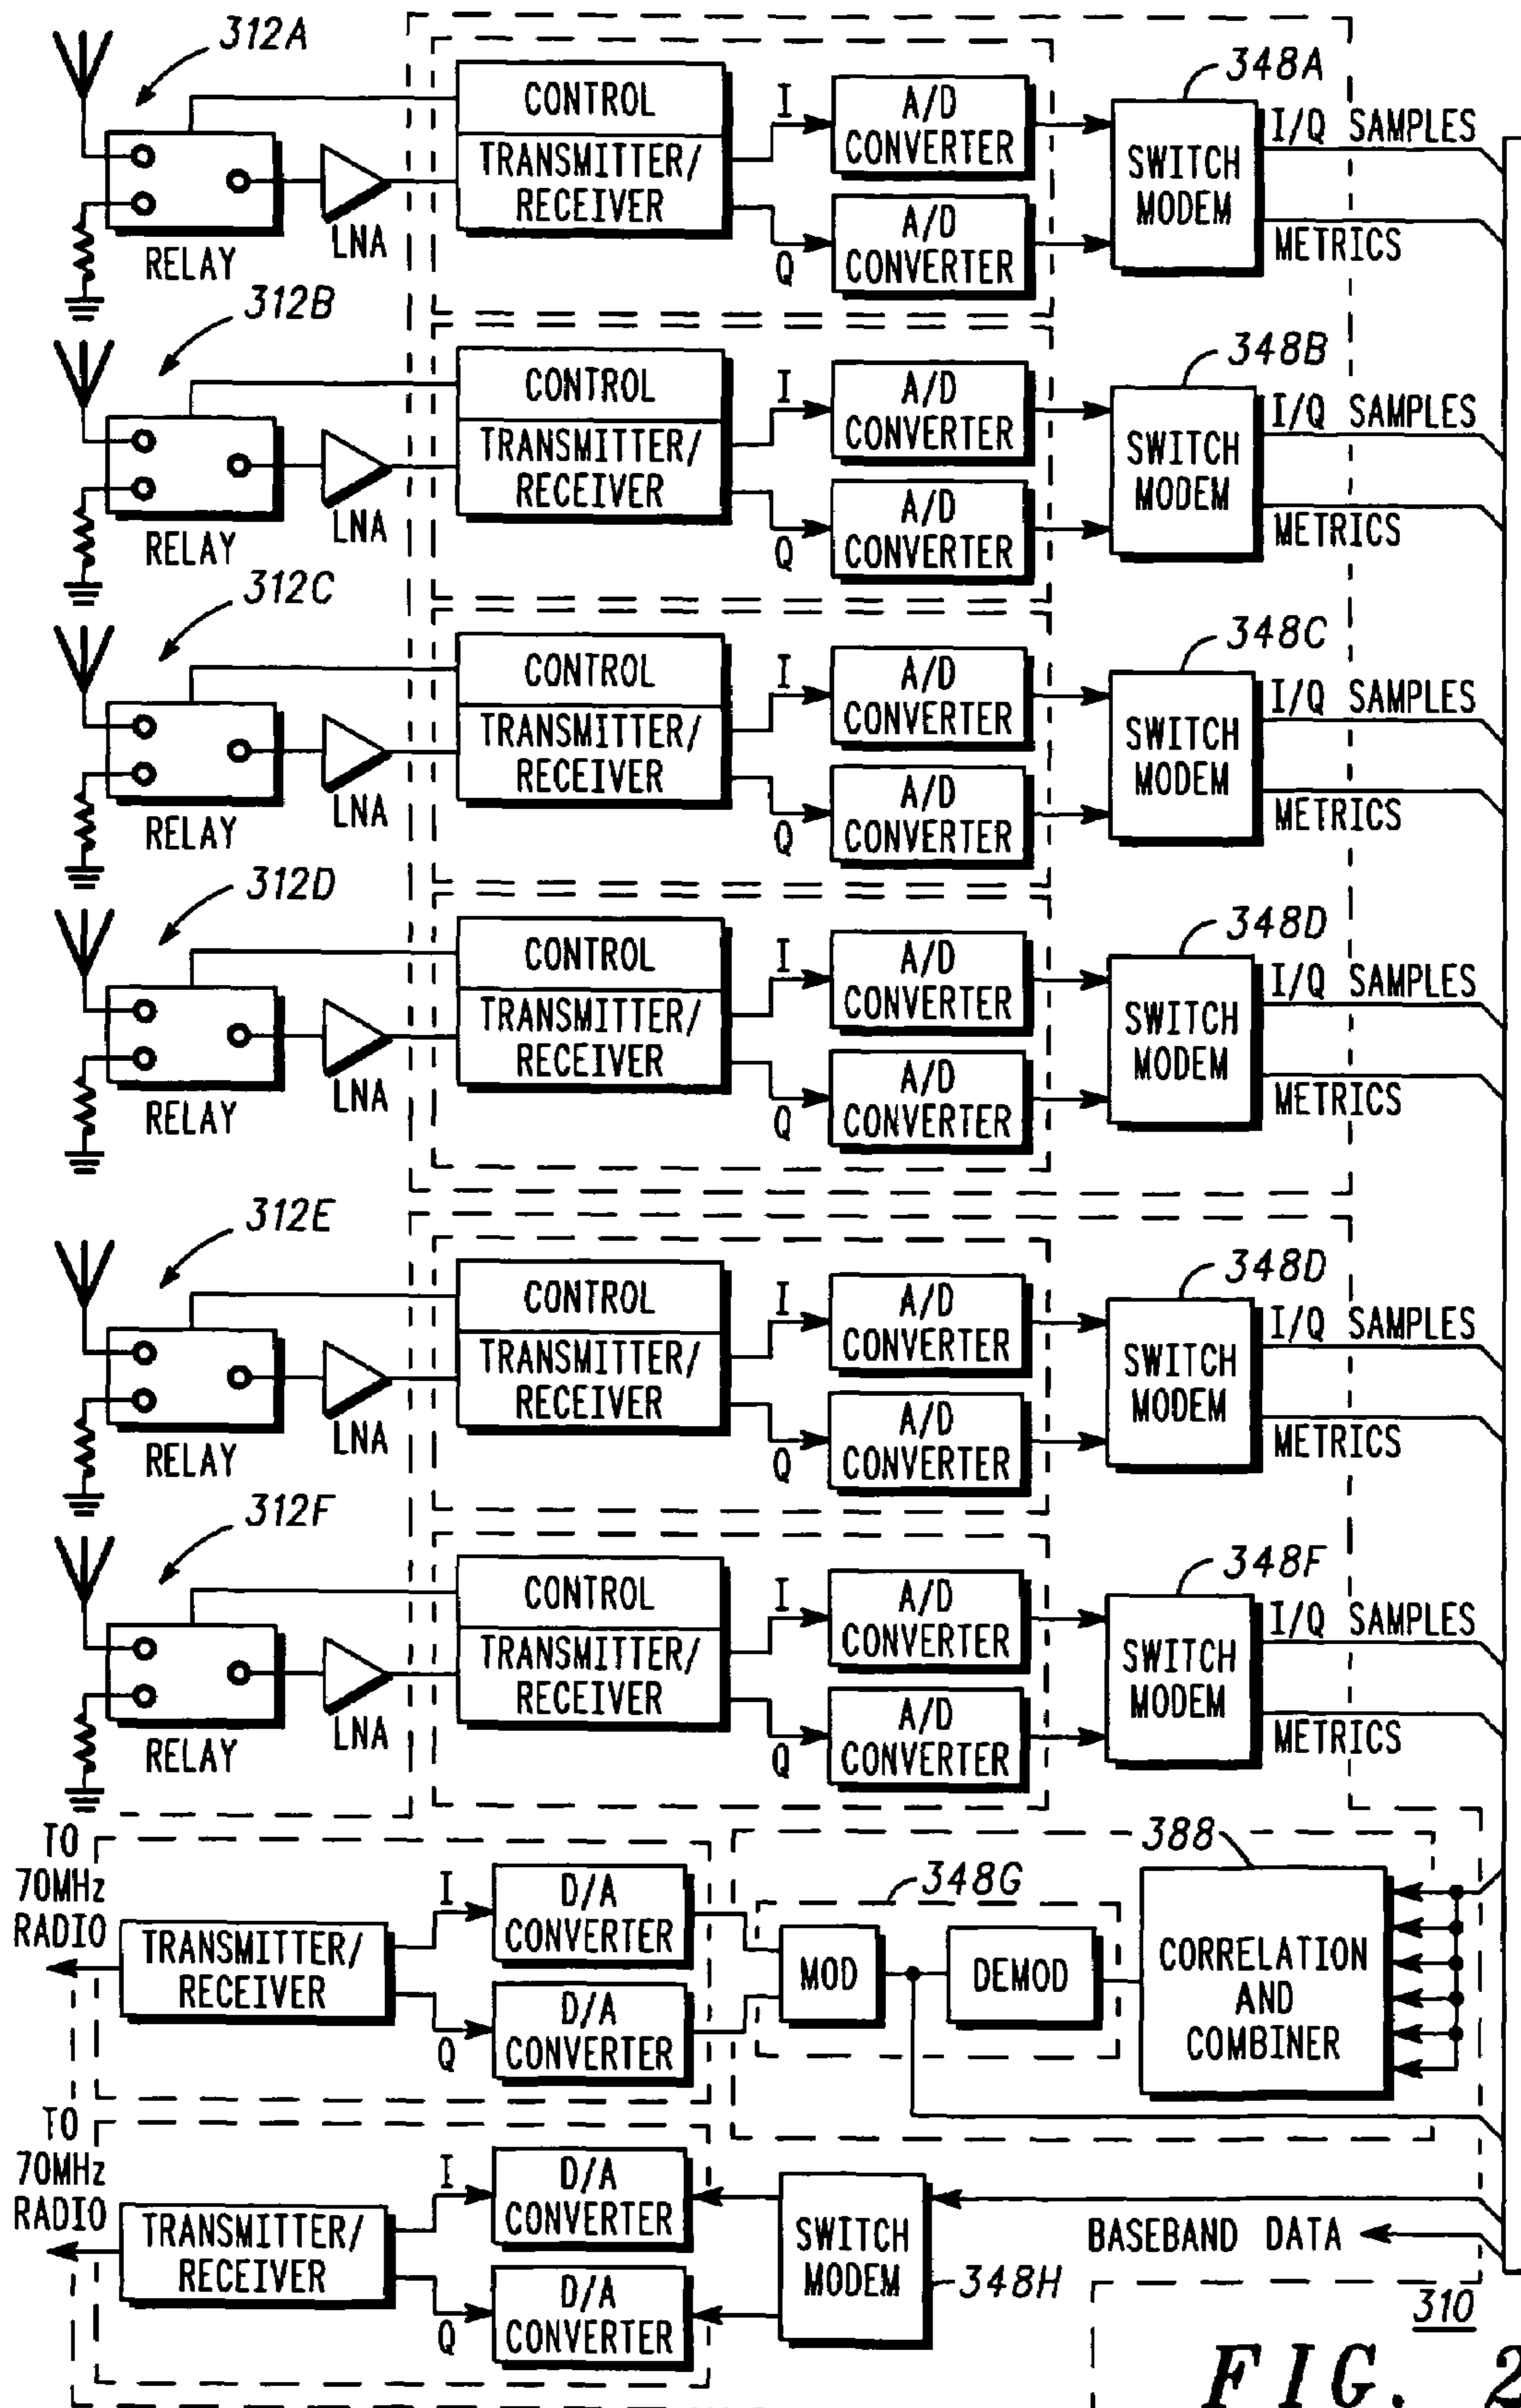 312A
CONTROL
TRANSMITTER/
RECEIVER
I
Q
A/D
CONVERTER
A/D
CONVERTER
348A
SWITCH
MODEM
I/Q SAMPLES
METRICS
RELAY
LNA
312B
CONTROL
TRANSMITTER/
RECEIVER
I
Q
A/D
CONVERTER
A/D
CONVERTER
348B
SWITCH
MODEM
I/Q SAMPLES
METRICS
RELAY
LNA
312C
CONTROL
TRANSMITTER/
RECEIVER
I
Q
A/D
CONVERTER
A/D
CONVERTER
348C
SWITCH
MODEM
I/Q SAMPLES
METRICS
RELAY
LNA
312D
CONTROL
TRANSMITTER/
RECEIVER
I
Q
A/D
CONVERTER
A/D
CONVERTER
348D
SWITCH
MODEM
I/Q SAMPLES
METRICS
RELAY
LNA
312E
CONTROL
TRANSMITTER/
RECEIVER
I
Q
A/D
CONVERTER
A/D
CONVERTER
348D
SWITCH
MODEM
I/Q SAMPLES
METRICS
RELAY
LNA
312F
CONTROL
TRANSMITTER/
RECEIVER
I
Q
A/D
CONVERTER
A/D
CONVERTER
348F
SWITCH
MODEM
I/Q SAMPLES
METRICS
RELAY
LNA
TO
70MHz
RADIO
TRANSMITTER/
RECEIVER
I
Q
D/A
CONVERTER
D/A
CONVERTER
348G
MOD
DEMOD
388
CORRELATION
AND
COMBINER
TO
70MHz
RADIO
TRANSMITTER/
RECEIVER
I
Q
D/A
CONVERTER
D/A
CONVERTER
SWITCH
MODEM
348H
BASEBAND DATA
310
FIG. 2